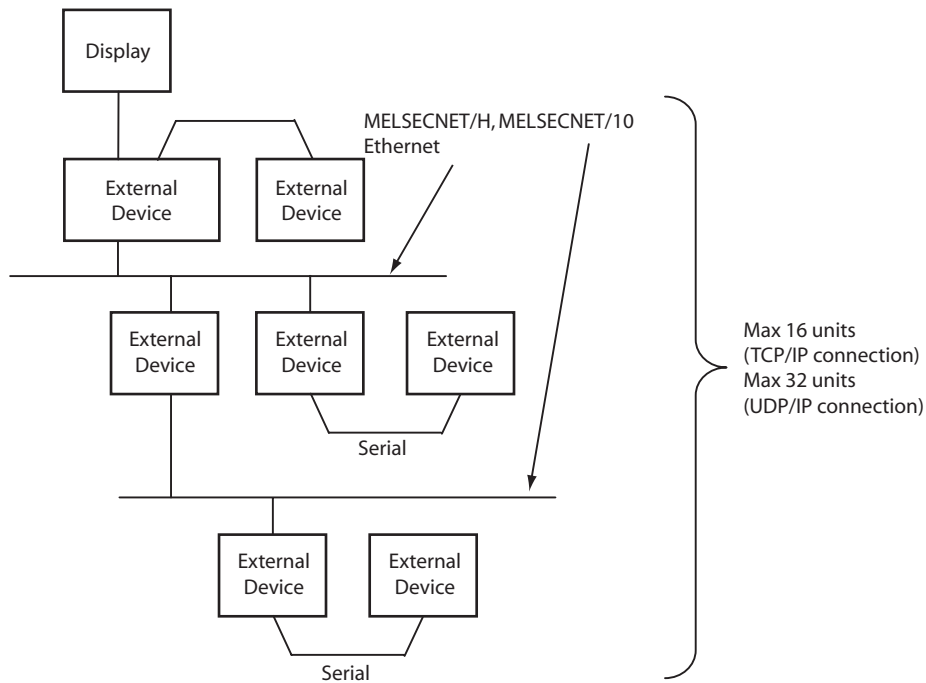 Display
MELSECNET/H, MELSECNET/10
Ethernet
External
Device
External
Device
External
Device
External
Device
External
Device
Max 16 units
(TCP/IP connection)
Max 32 units
(UDP/IP connection)
Serial
External
Device
External
Device
Serial